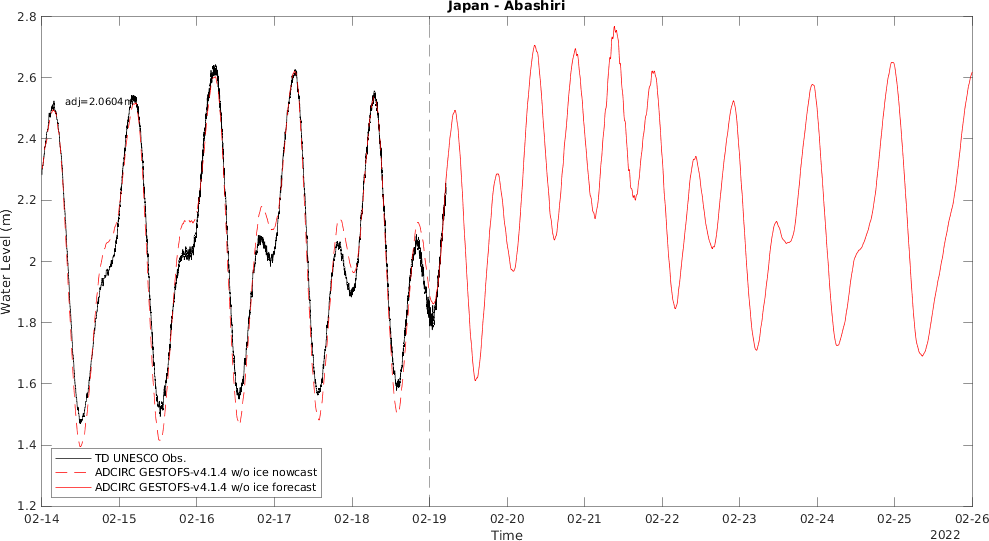 Japan - Abashiri
2.8
2.6
2.4
2.2
2
1.8
1.6
1.4
1.2
Water Level (m)
adj=2.0604m
TD UNESCO Obs.
ADCIRC GESTOFS-v4.1.4 w/o ice nowcast
ADCIRC GESTOFS-v4.1.4 w/o ice forecast
02-14 02-15 02-16 02-17 02-18 02-19 02-20 02-21 02-22 02-23 02-24 02-25 02-26
Time
2022